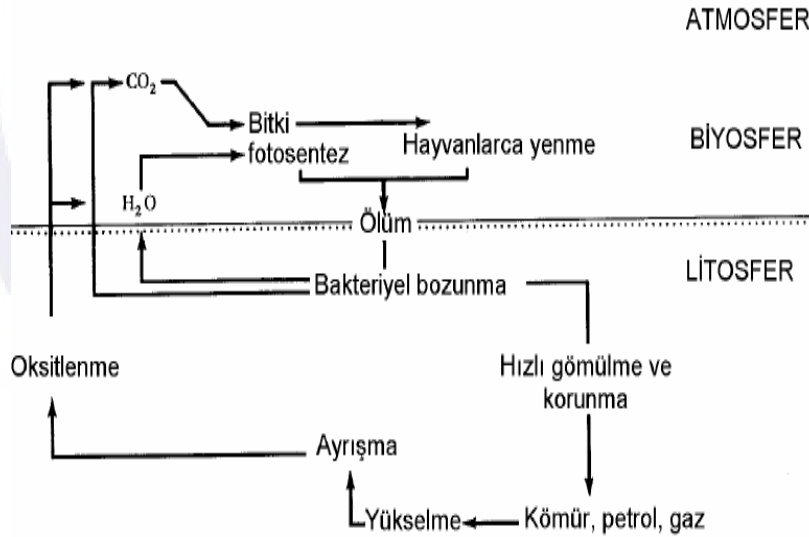 ATMOSFER
CO₂
Bitki
fotosentez
Hayvanlarca yenme
BİYOSFER
H₂O
Ölüm
LİTOSFER
Bakteriyel bozunma
Oksitlenme
Hızlı gömülme ve
korunma
Ayrışma
Yükselme
Kömür, petrol, gaz